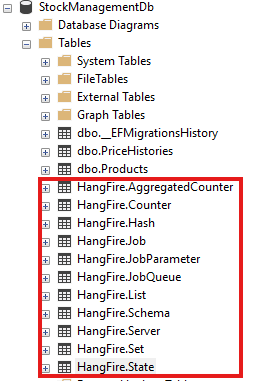 StockManagementDb
Database Diagrams
Tables
System Tables
FileTables
External Tables
Graph Tables
dbo.__EFMigrationsHistory
dbo.PriceHistories
dbo.Products
HangFire.AggregatedCounter
HangFire.Counter
HangFire.Hash
HangFire.Job
HangFire.JobParameter
HangFire.JobQueue
HangFire.List
HangFire.Schema
HangFire.Server
HangFire.Set
HangFire.State